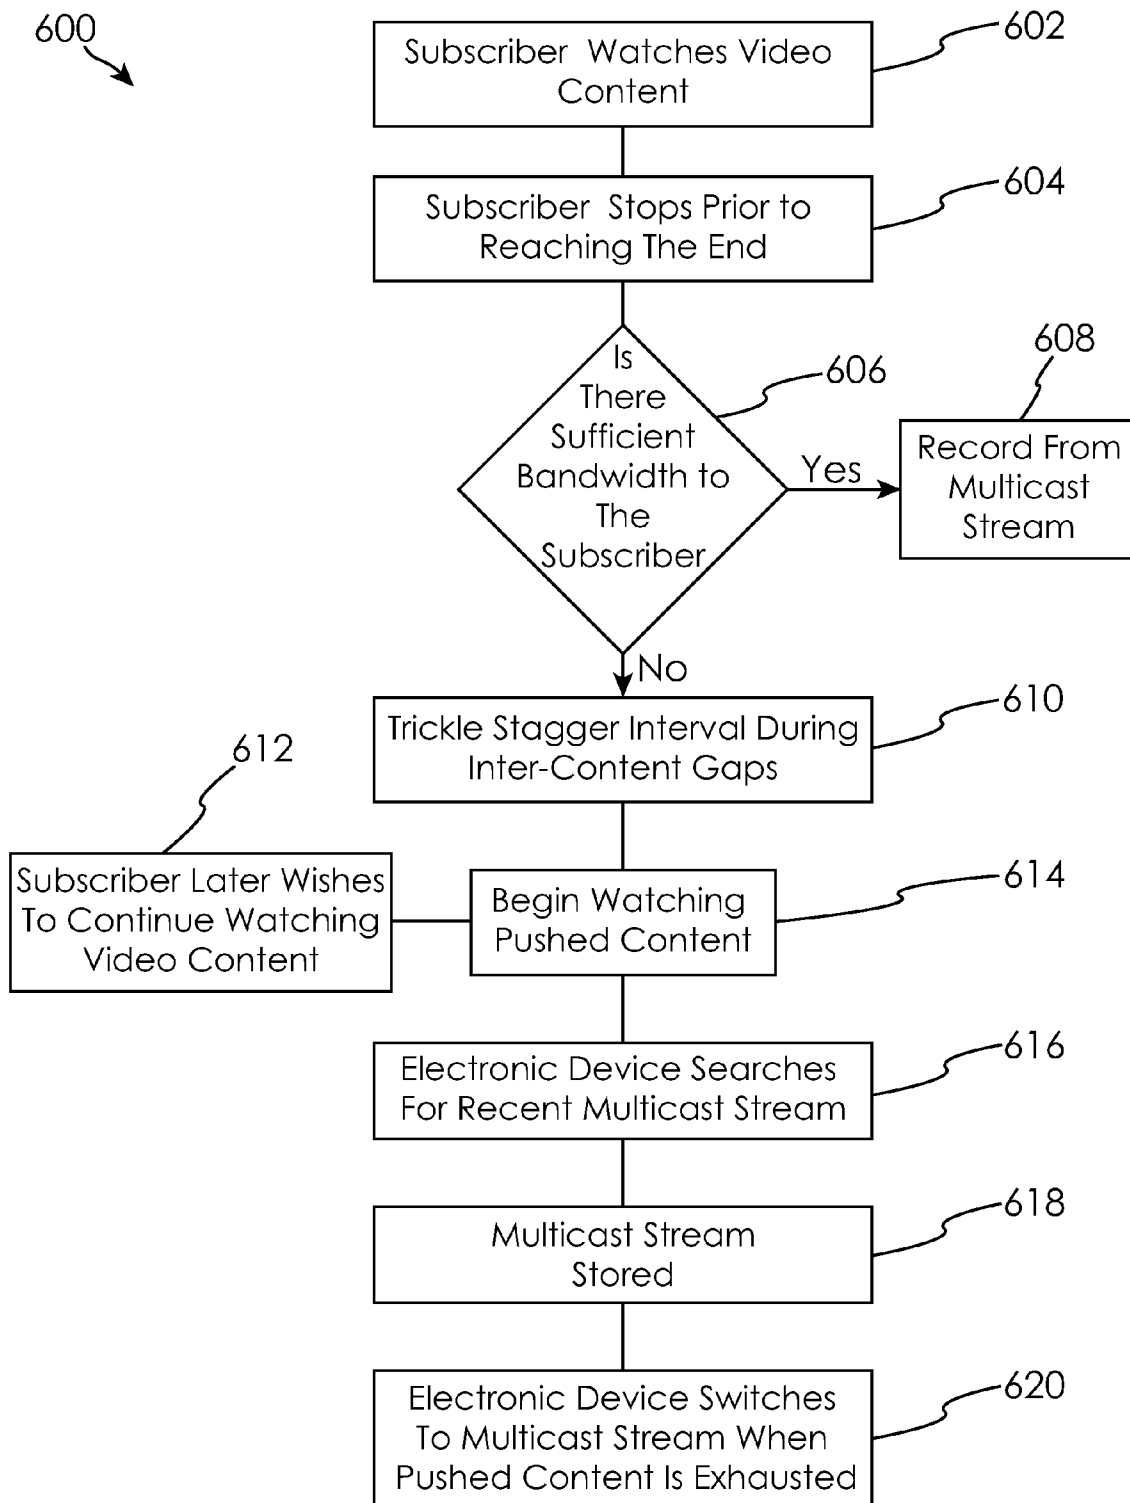 600
Subscriber Watches Video
Content
602
Subscriber Stops Prior to
Reaching The End
604
Is
There
Sufficient
Bandwidth to
The
Subscriber
606
Yes
608
Record From
Multicast
Stream
No
Trickle Stagger Interval During
Inter-Content Gaps
610
612
Subscriber Later Wishes
To Continue Watching
Video Content
Begin Watching
Pushed Content
614
Electronic Device Searches
For Recent Multicast Stream
616
Multicast Stream
Stored
618
Electronic Device Switches
To Multicast Stream When
Pushed Content Is Exhausted
620